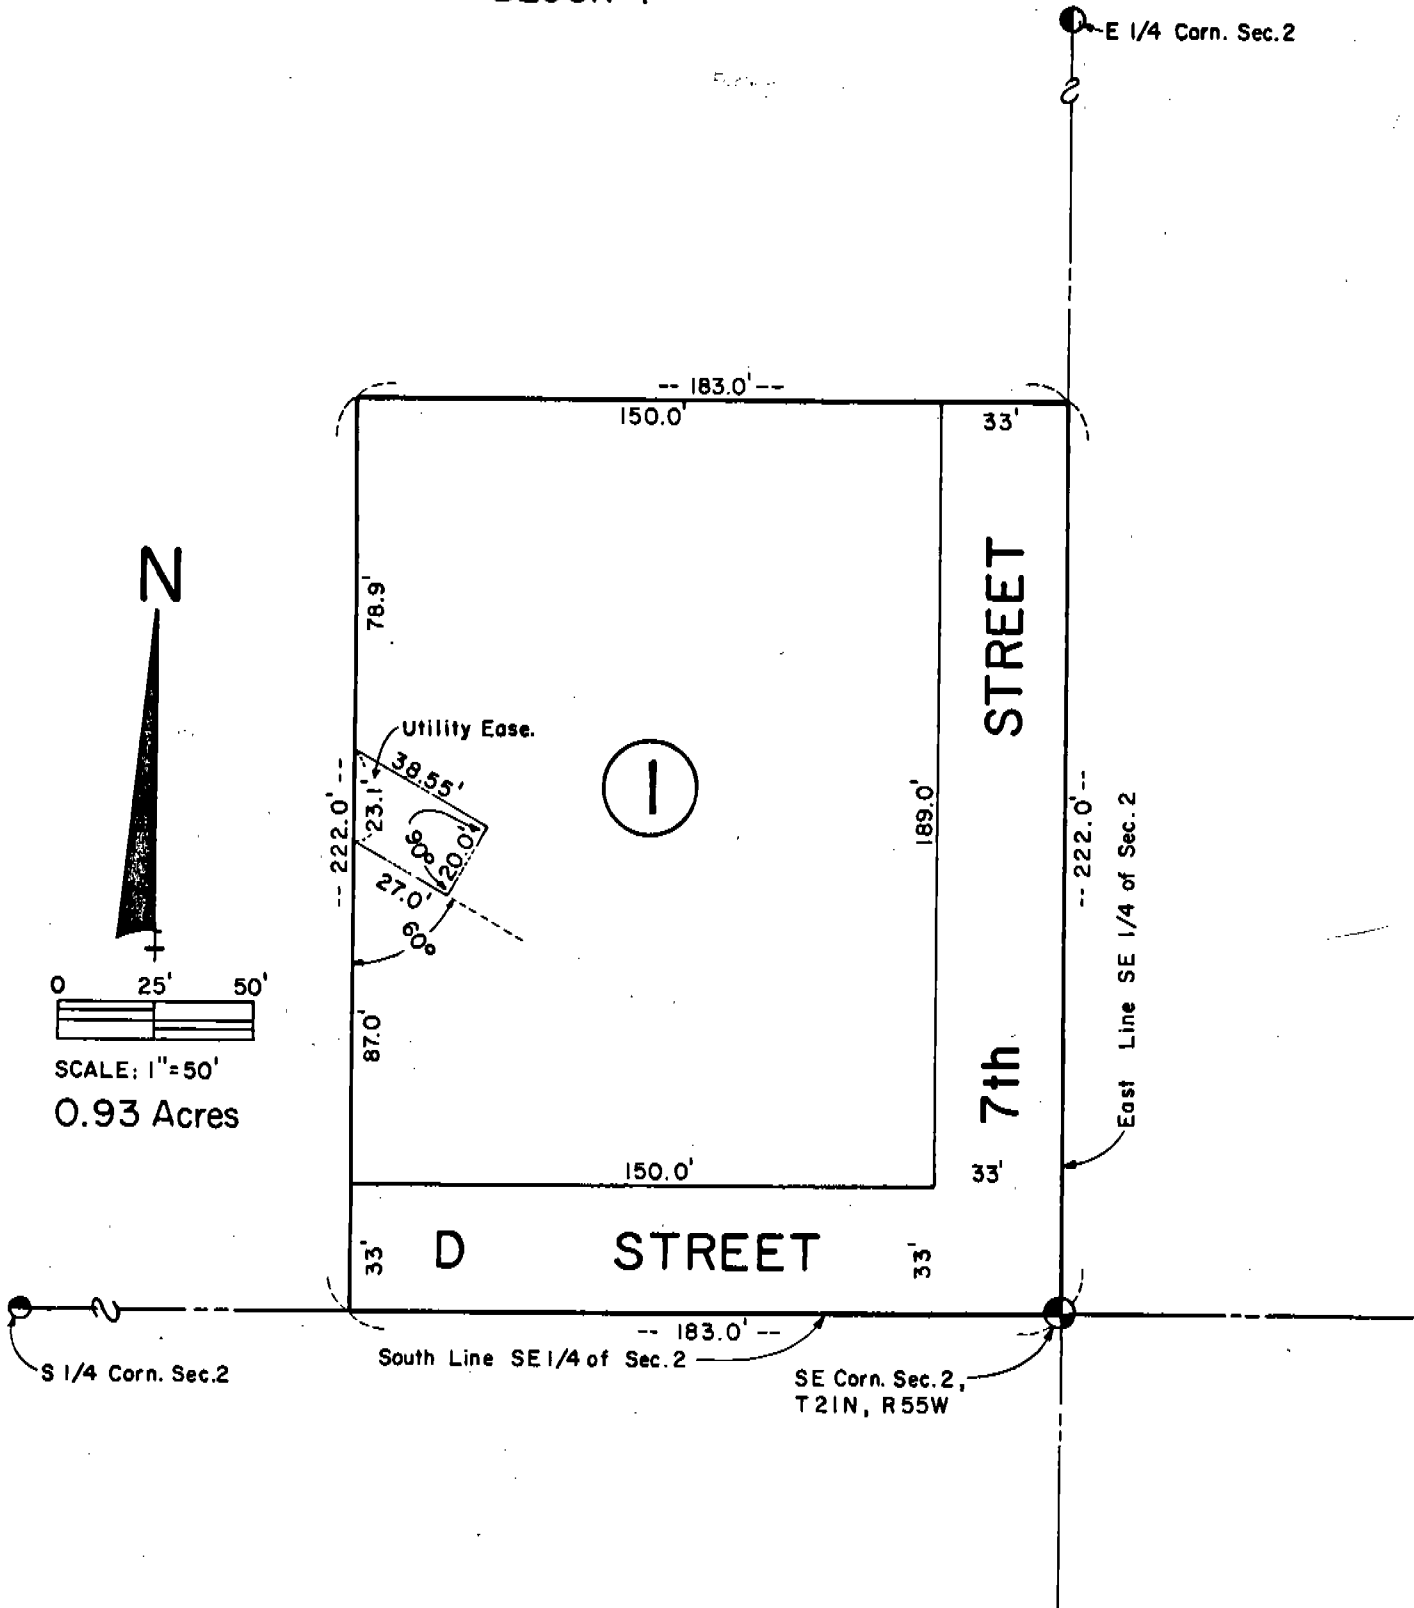 E 1/4 Corn. Sec.2
-- 183.0' --
150.0'
33'
N
78.9'
STREET
Utility Ease.
38.55'
23.1'
-- 222.0' --
90°
20.0'
27.0'
60°
1
189.0'
-- 222.0' --
East Line SE 1/4 of Sec. 2
0 25' 50'
SCALE: 1"=50'
0.93 Acres
87.0'
7th
150.0'
33'
33'
D STREET
33'
-- 183.0' --
South Line SE 1/4 of Sec. 2
S 1/4 Corn. Sec.2
SE Corn. Sec. 2,
T21N, R55W